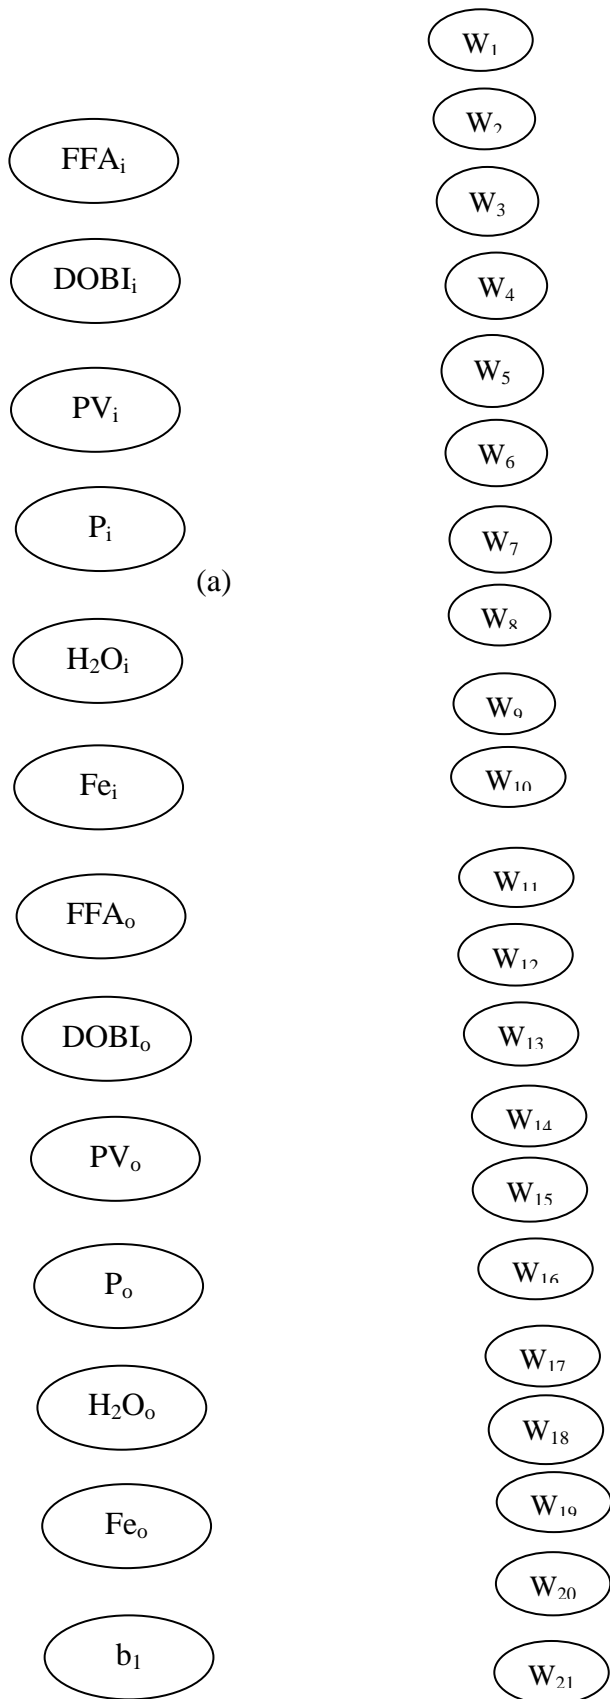 FFAᵢ
DOBIᵢ
PVᵢ
Pᵢ
(a)
H₂Oᵢ
Feᵢ
FFAₒ
DOBIₒ
PVₒ
Pₒ
H₂Oₒ
Feₒ
b₁
W₁
W₂
W₃
W₄
W₅
W₆
W₇
W₈
W₉
W₁₀
W₁₁
W₁₂
W₁₃
W₁₄
W₁₅
W₁₆
W₁₇
W₁₈
W₁₉
W₂₀
W₂₁